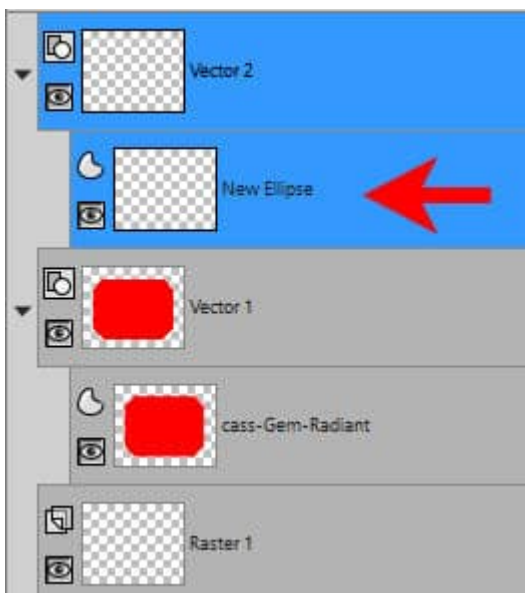 Vector 2
New Ellipse
Vector 1
cass-Gem-Radiant
Raster 1